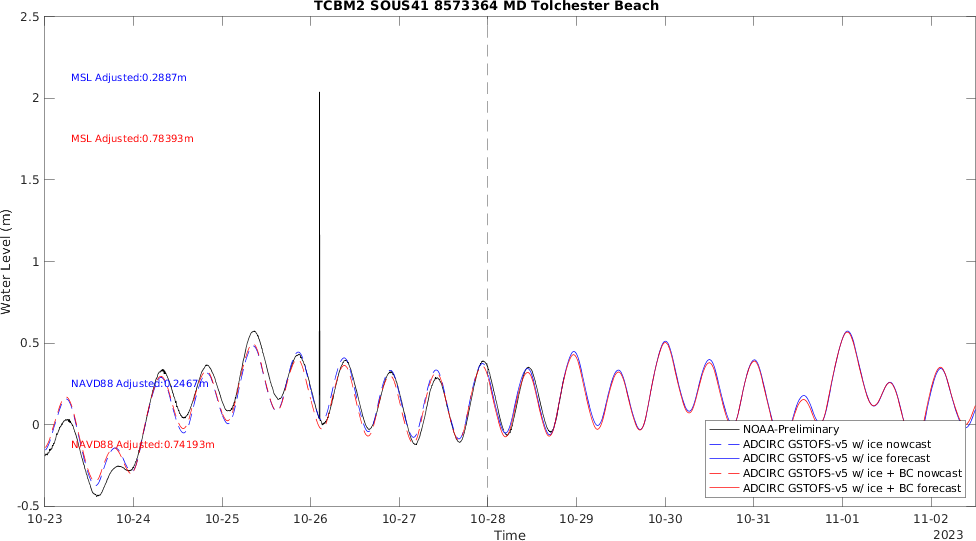 TCBM2 SOUS41 8573364 MD Tolchester Beach
2.5
2
1.5
1
0.5
0
-0.5
Water Level (m)
MSL Adjusted:0.2887m
MSL Adjusted:0.78393m
NAVD88 Adjusted:0.2467m
NAVD88 Adjusted:0.74193m
NOAA-Preliminary
ADCIRC GSTOFS-v5 w/ ice nowcast
ADCIRC GSTOFS-v5 w/ ice forecast
ADCIRC GSTOFS-v5 w/ ice + BC nowcast
ADCIRC GSTOFS-v5 w/ ice + BC forecast
10-23 10-24 10-25 10-26 10-27 10-28 10-29 10-30 10-31 11-01 11-02
Time
2023